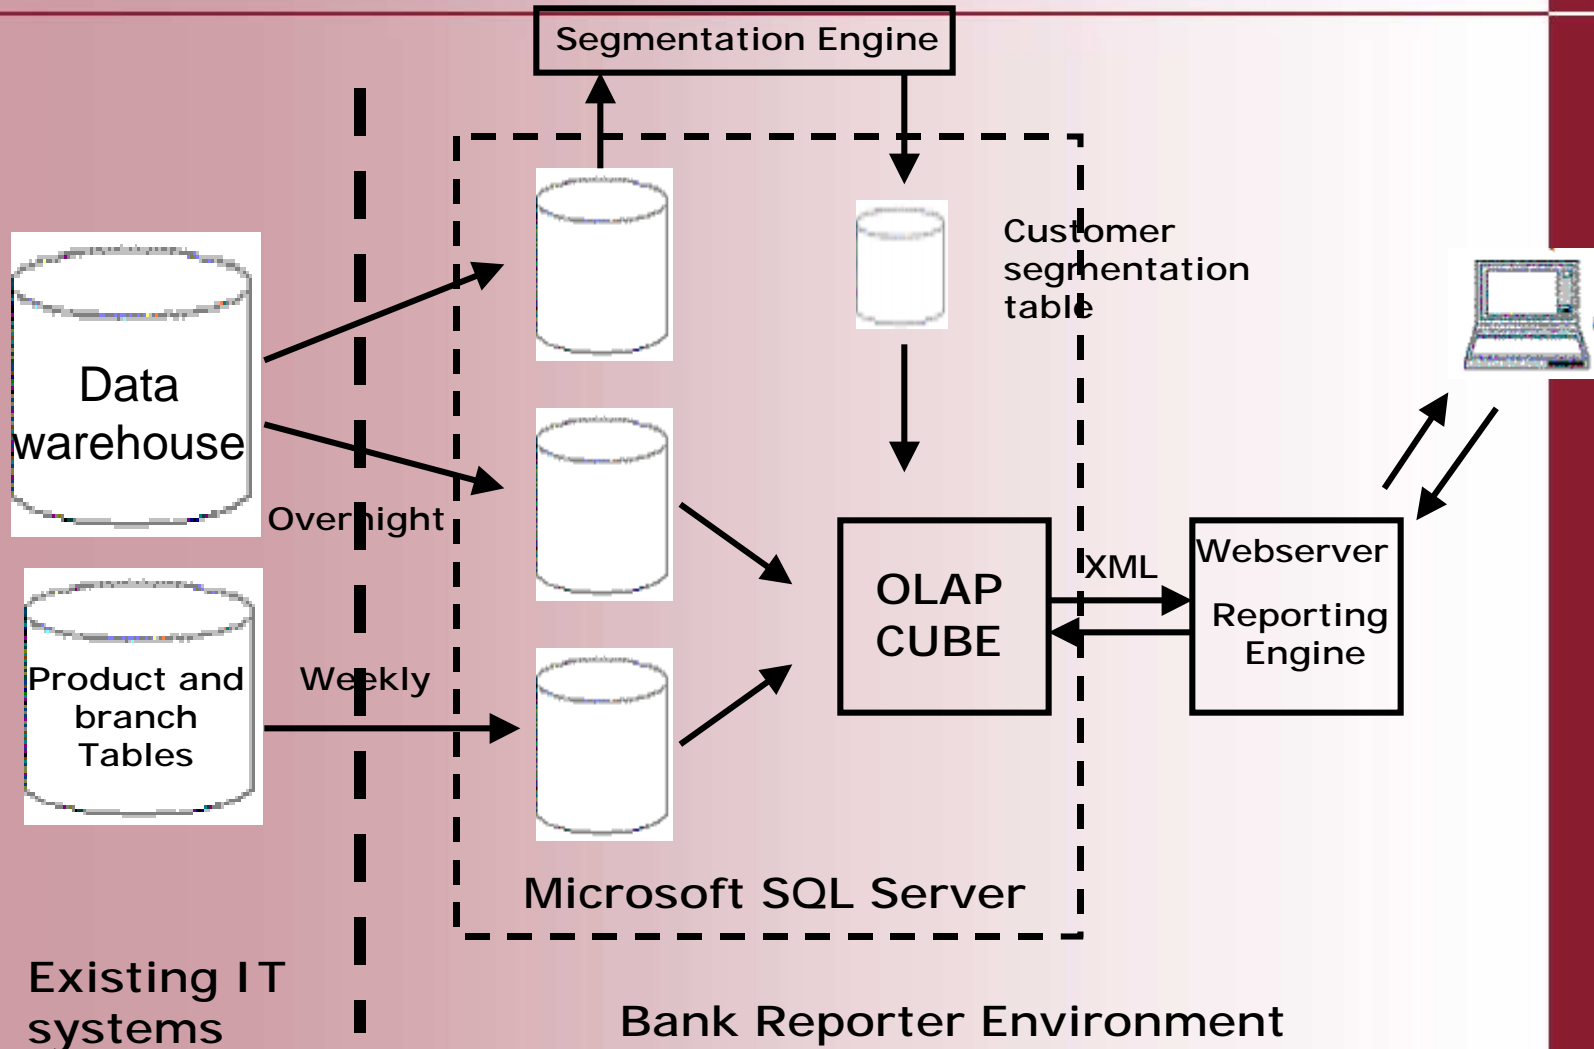 Segmentation Engine
Customer
segmentation
table
Data
warehouse
Overnight
Product and
branch
Tables
Weekly
OLAP
CUBE
XML
Webserver
Reporting
Engine
Microsoft SQL Server
Existing IT
systems
Bank Reporter Environment